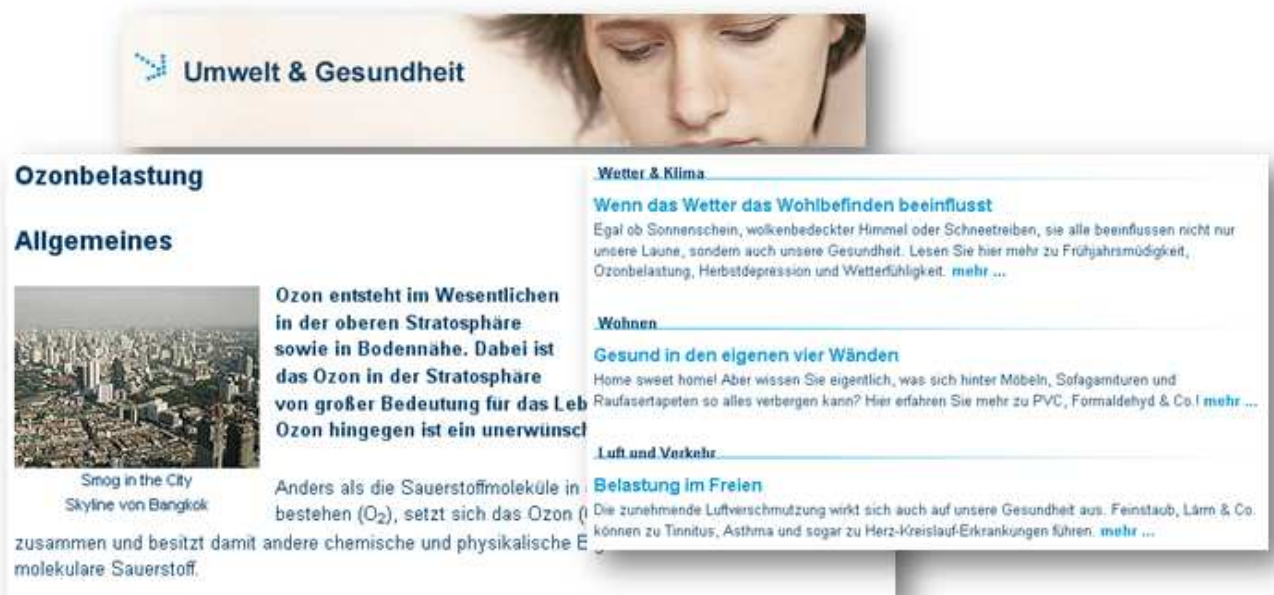 Umwelt & Gesundheit
Ozonbelastung
Allgemeines
Ozon entsteht im Wesentlichen
in der oberen Stratosphäre
sowie in Bodennähe. Dabei ist
das Ozon in der Stratosphäre
von großer Bedeutung für das
Ozon hingegen ist ein
Smog in the City
Skyline von Bangkok
Anders als die Sauerstoffmoleküle in
bestehen (O₂), setzt sich das Ozon
zusammen und besitzt damit andere chemische und physikalische
molekulare Sauerstoff.
Wetter & Klima
Wenn das Wetter das Wohlbefinden beeinflusst
Egal ob Sonnenschein, wolkenbedeckter Himmel oder Schneetreiben, sie alle beeinflussen nicht nur
unsere Laune, sondern auch unsere Gesundheit. Lesen Sie hier mehr zu Frühjahrsmüdigkeit,
Ozonbelastung, Herbstdepression und Wetterfühligkeit. mehr ...
Wohnen
Gesund in den eigenen vier Wänden
Home sweet home! Aber wissen Sie eigentlich, was sich hinter Möbeln, Sofagarnituren und
Raufasertapeten so alles verbergen kann? Hier erfahren Sie mehr zu PVC, Formaldehyd & Co.! mehr ...
Luft und Verkehr
Belastung im Freien
Die zunehmende Luftverschmutzung wirkt sich auch auf unsere Gesundheit aus. Feinstaub, Lärm & Co.
können zu Tinnitus, Asthma und sogar zu Herz-Kreislauf-Erkrankungen führen. mehr ...